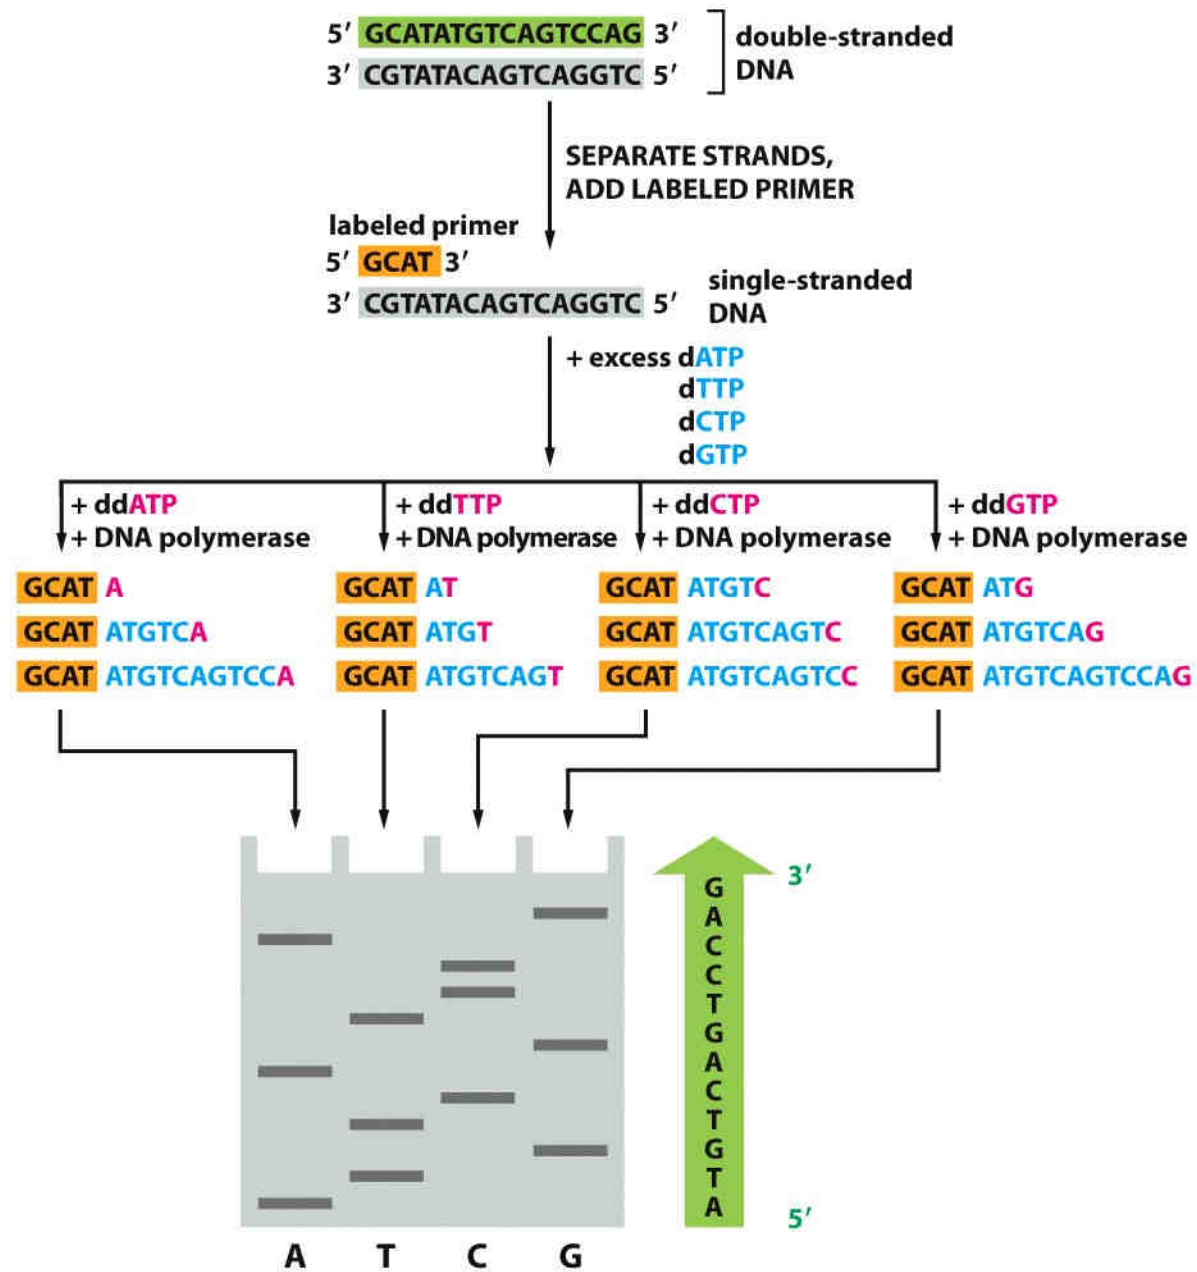 5′ GCATATGTCAGTCCAG 3′
3′ CGTATACAGTCAGGTC 5′
double-stranded
DNA
SEPARATE STRANDS,
ADD LABELED PRIMER
labeled primer
5′ GCAT 3′
3′ CGTATACAGTCAGGTC 5′
single-stranded
DNA
+ excess dATP
dTTP
dCTP
dGTP
+ ddATP
+ DNA polymerase
+ ddTTP
+ DNA polymerase
+ ddCTP
+ DNA polymerase
+ ddGTP
+ DNA polymerase
GCAT A
GCAT ATGTCA
GCAT ATGTCAGTCCA
GCAT AT
GCAT ATGT
GCAT ATGTCAGT
GCAT ATGTC
GCAT ATGTCAGTC
GCAT ATGTCAGTCC
GCAT ATG
GCAT ATGTCAG
GCAT ATGTCAGTCCAG
3′
G
A
C
C
T
G
A
C
T
G
T
A
5′
A T C G